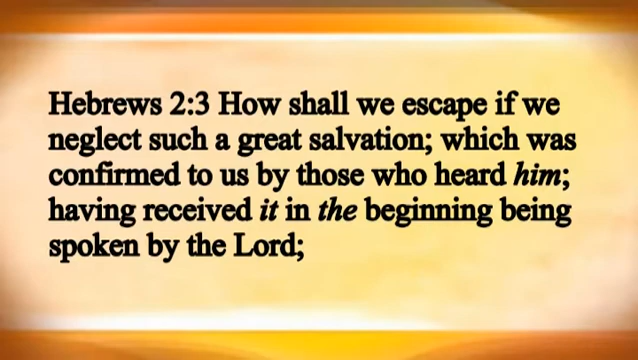 Hebrews 2:3 How shall we escape if we
neglect such a great salvation; which was
confirmed to us by those who heard him;
having received it in the beginning being
spoken by the Lord;